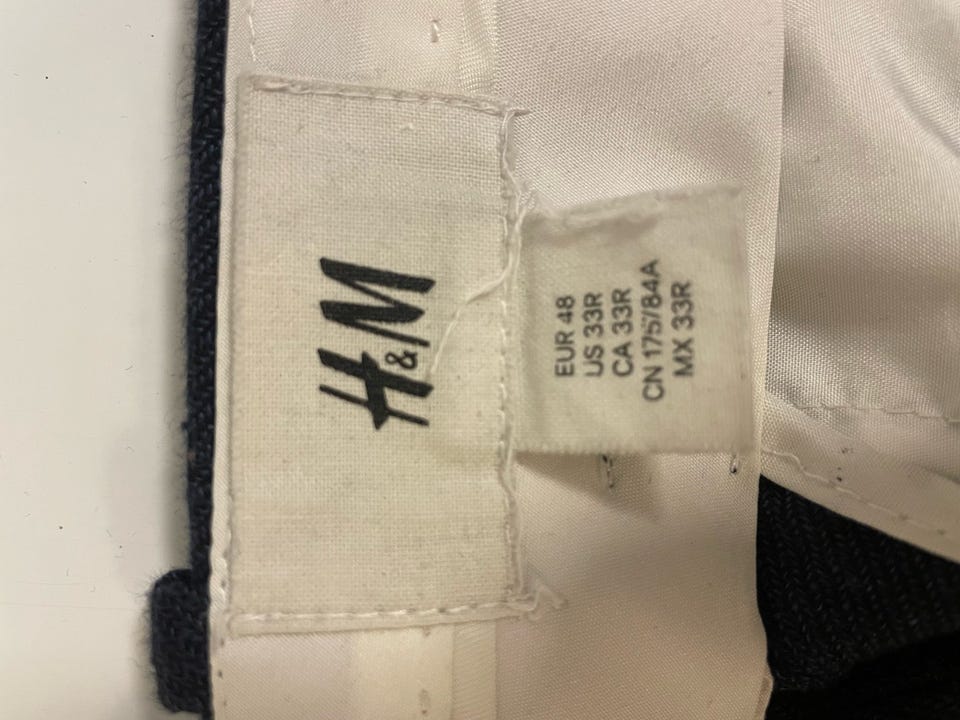 H&M
EUR 48
US 33R
CA 33R
CN 175/84A
MX 33R